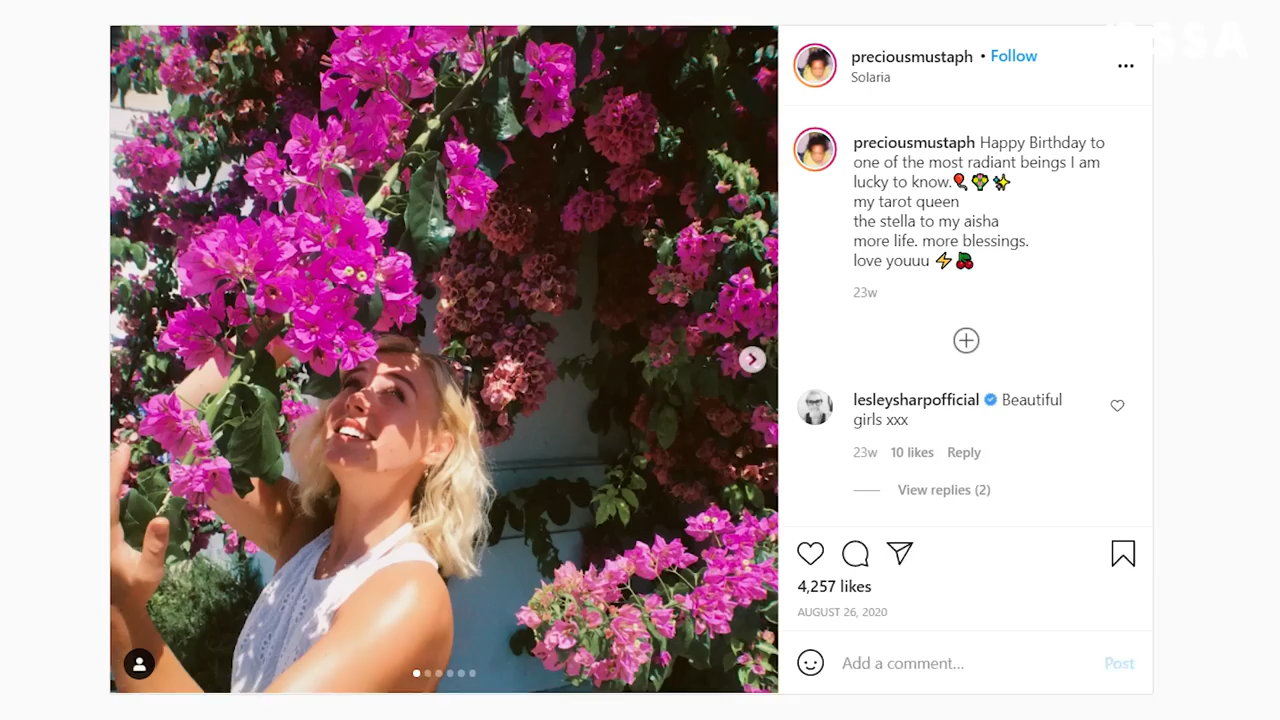 preciousmustaph • Follow
Solaria
preciousmustaph Happy Birthday to
one of the most radiant beings I am
lucky to know.🎈💐✨
my tarot queen
the stella to my aisha
more life. more blessings.
love youuu ⚡🍒
23w
lesleysharpofficial Beautiful
girls xxx
23w 10 likes Reply
View replies (2)
4,257 likes
AUGUST 26, 2020
Add a comment... Post